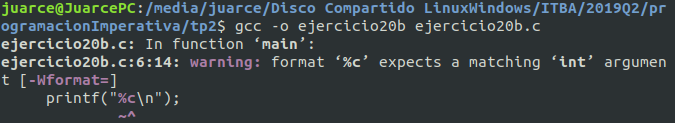 juarce@JuarcePC:/media/juarce/Disco Compartido LinuxWindows/ITBA/2019Q2/pr
ogramacionImperativa/tp2$ gcc -o ejercicio20b ejercicio20b.c
ejercicio20b.c: In function ‘main’:
ejercicio20b.c:6:14: warning: format ‘%c’ expects a matching ‘int’ argumen
t [-Wformat=]
     printf("%c\n");
             ~^